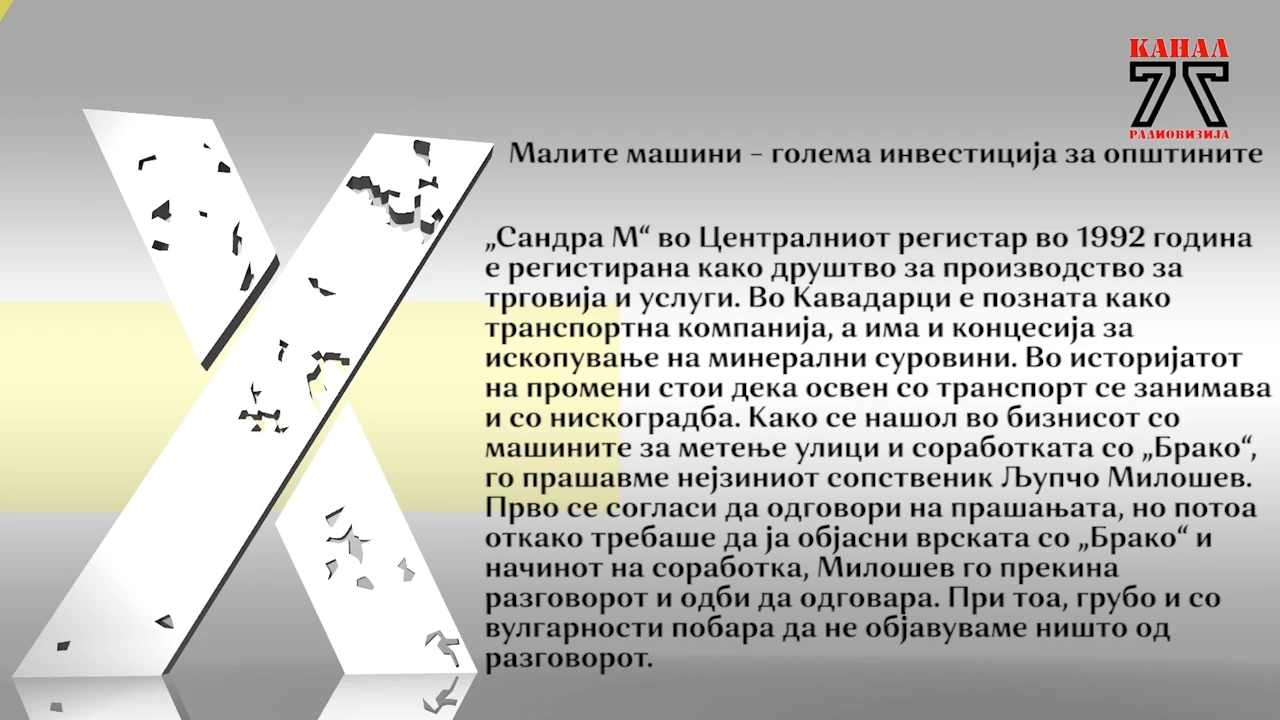 КАНАЛ
77
РАДИОВИЗИЈА
Малите машини – голема инвестиција за општините
„Сандра М“ во Централниот регистар во 1992 година
е регистирана како друштво за производство за
трговија и услуги. Во Кавадарци е позната како
транспортна компанија, а има и концесија за
ископување на минерални суровини. Во историјатот
на промени стои дека освен со транспорт се занимава
и со нискоградба. Како се нашол во бизнисот со
машините за метење улици и соработката со „Брако“,
го прашавме нејзиниот сопственик Љупчо Милошев.
Прво се согласи да одговори на прашањата, но потоа
откако требаше да ја објасни врската со „Брако“ и
начинот на соработка, Милошев го прекина
разговорот и одби да одговара. При тоа, грубо и со
вулгарности побара да не објавуваме ништо од
разговорот.